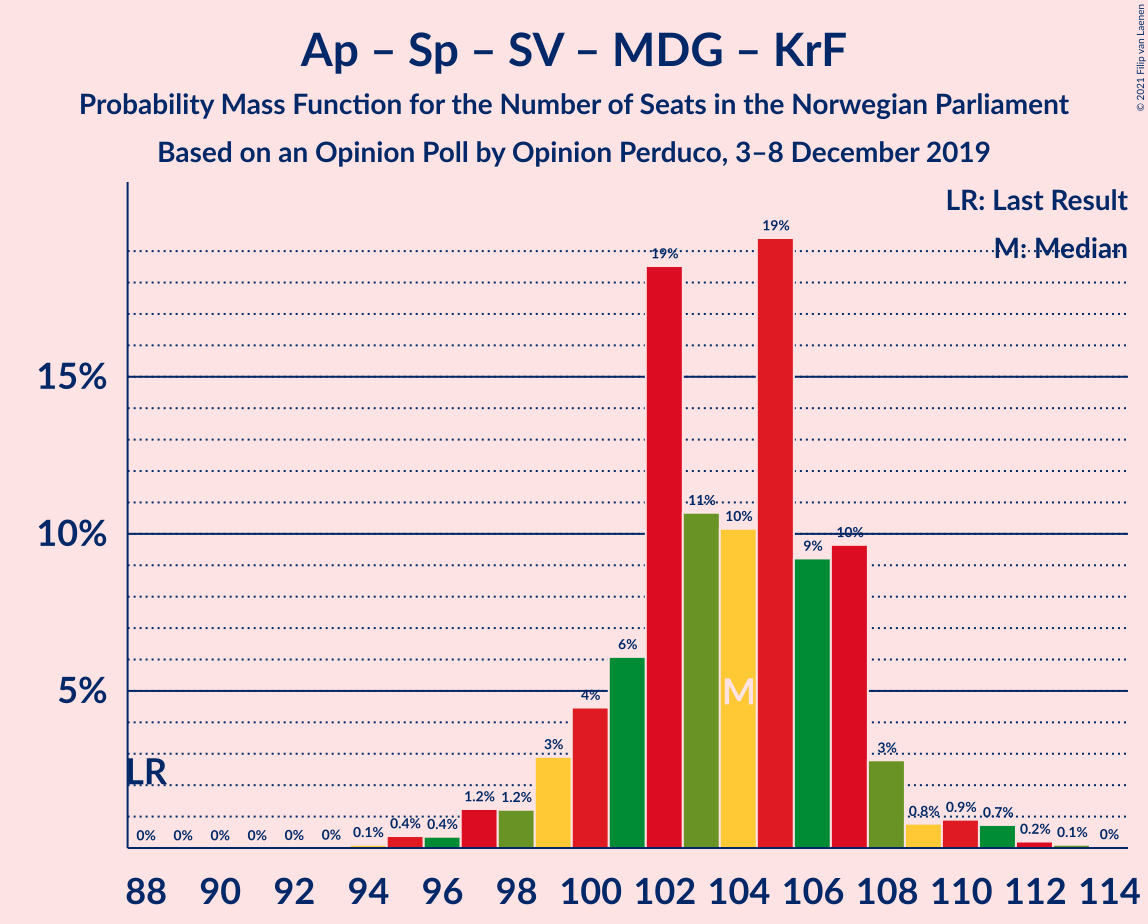 Ap – Sp – SV – MDG – KrF
Probability Mass Function for the Number of Seats in the Norwegian Parliament
Based on an Opinion Poll by Opinion Perduco, 3–8 December 2019
© 2021 Filip van Laenen
LR: Last Result
M: Median
15%
10%
5%
LR
M
0% 0% 0% 0% 0% 0% 0.1% 0.4% 0.4% 1.2% 1.2% 3% 4% 6% 19% 11% 10% 19% 9% 10% 3% 0.8% 0.9% 0.7% 0.2% 0.1% 0%
88 90 92 94 96 98 100 102 104 106 108 110 112 114